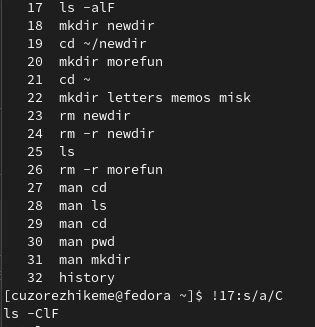 17 ls -alF
18 mkdir newdir
19 cd ~/newdir
20 mkdir morefun
21 cd ~
22 mkdir letters memos misk
23 rm newdir
24 rm -r newdir
25 ls
26 rm -r morefun
27 man cd
28 man ls
29 man cd
30 man pwd
31 man mkdir
32 history
[cuzorezhikeme@fedora ~]$ !17:s/a/C
ls -ClF